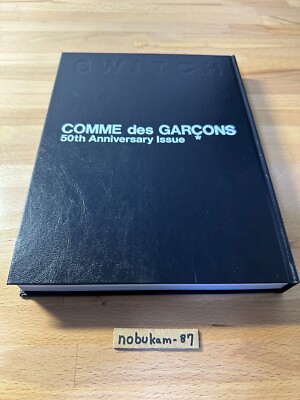 SWITCH
COMME des GARÇONS
50th Anniversary Issue *
nobukam-87